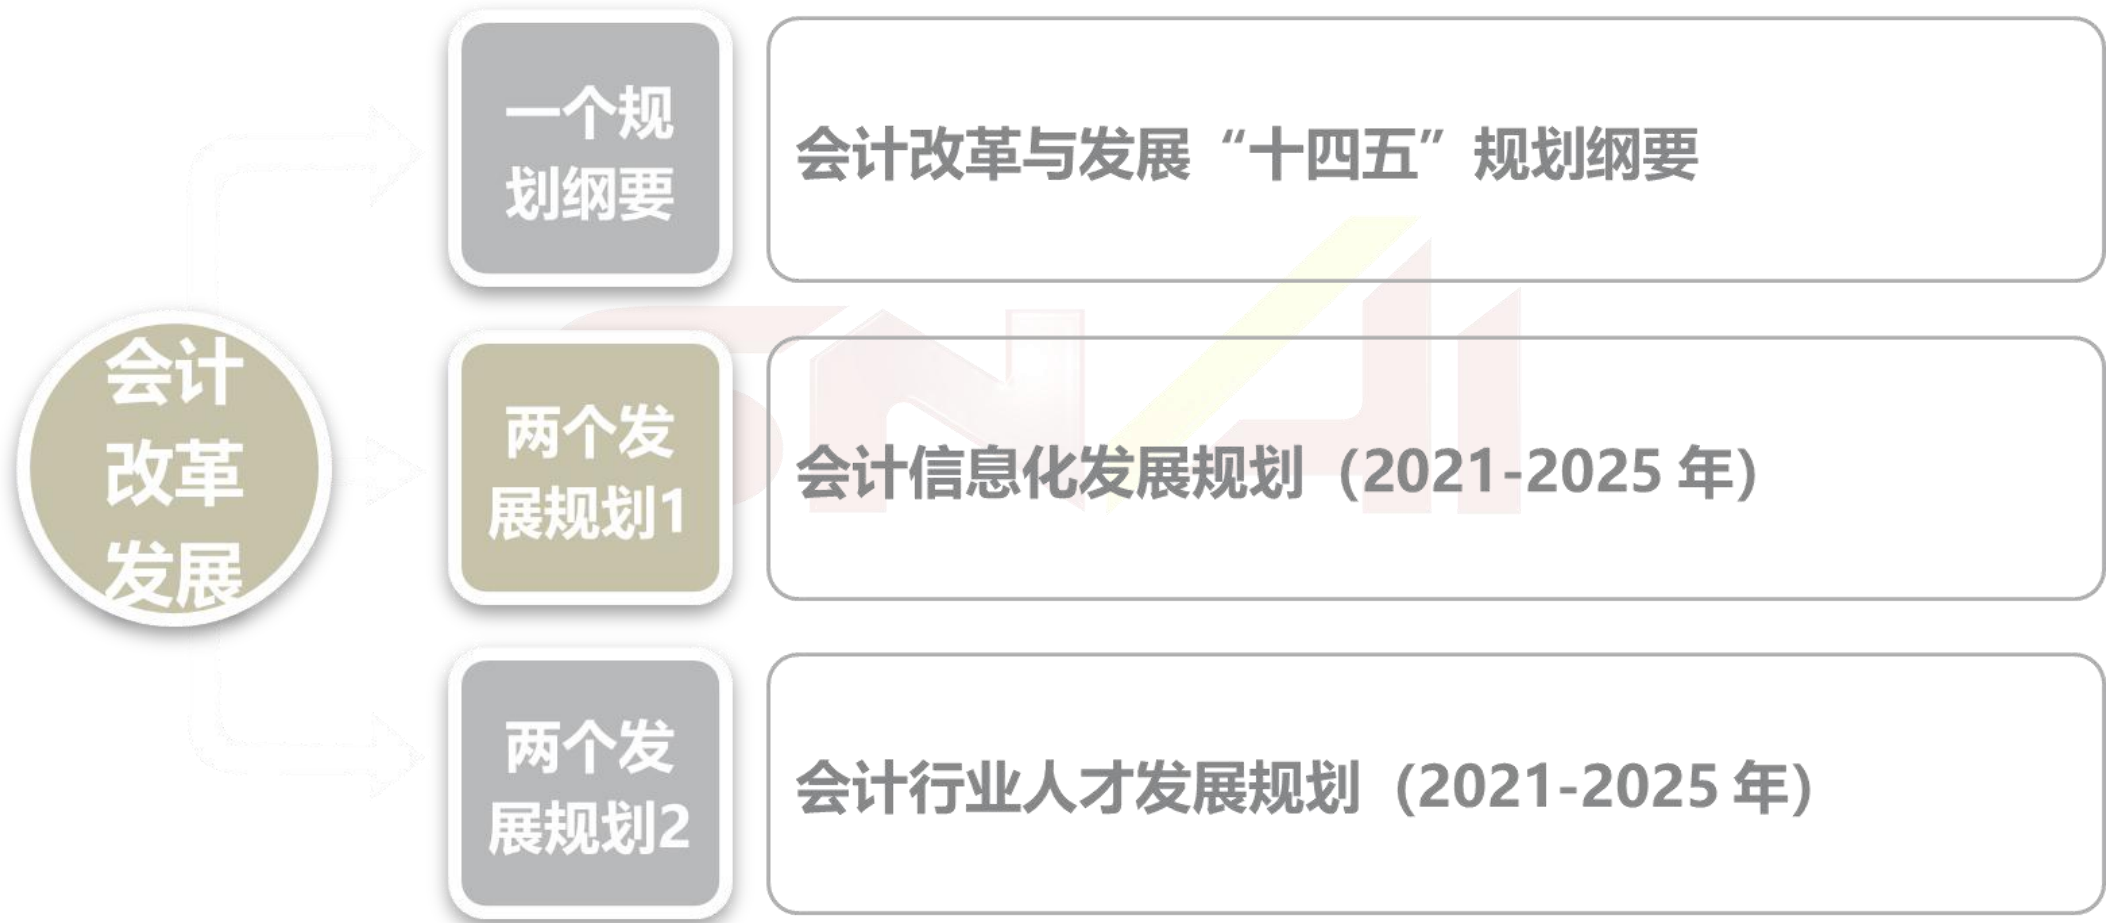 会计
改革
发展
一个规
划纲要
会计改革与发展“十四五”规划纲要
两个发
展规划1
会计信息化发展规划（2021-2025 年）
两个发
展规划2
会计行业人才发展规划（2021-2025 年）
SNAI